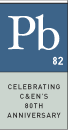 Pb
82
CELEBRATING
C&EN'S
80TH
ANNIVERSARY